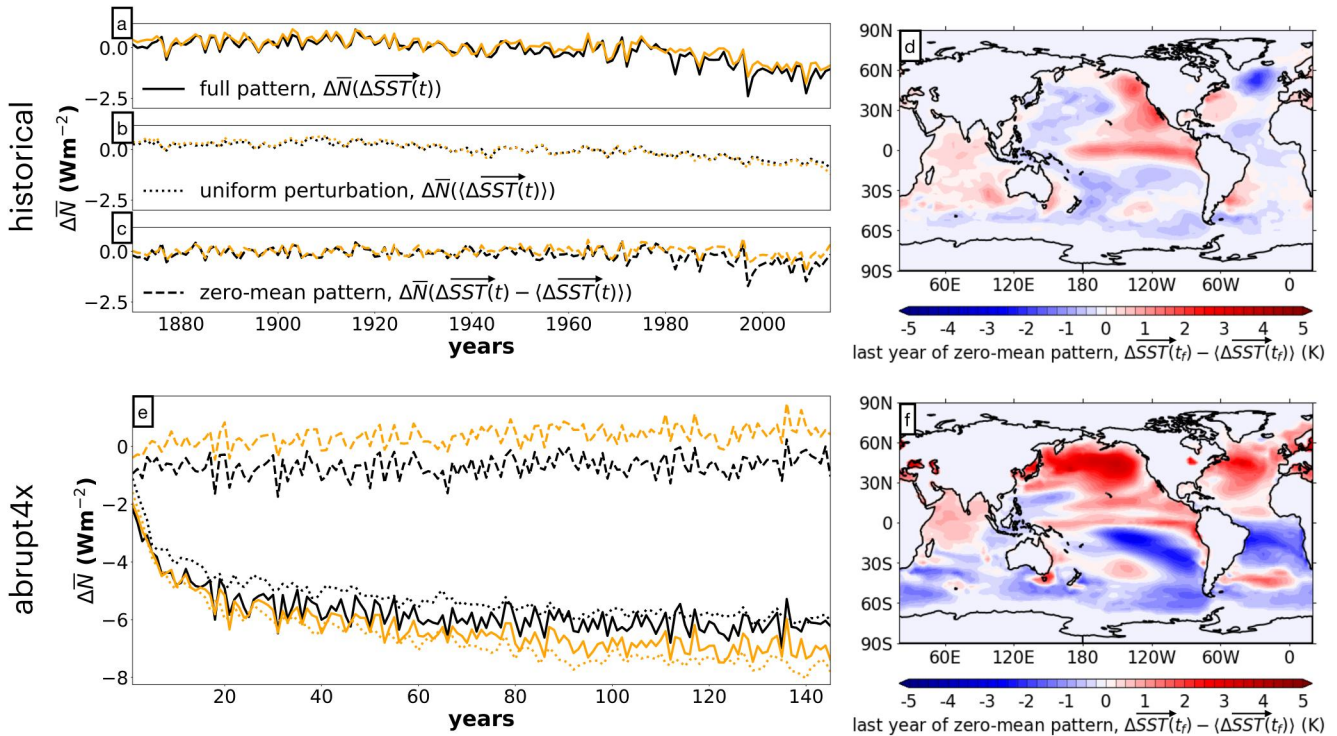 historical
ΔN̅ (Wm⁻²)
a
0.0
−2.5
full pattern, ΔN̅(ΔSST(t))
b
0.0
−2.5
uniform perturbation, ΔN̅(⟨ΔSST(t)⟩)
c
0.0
−2.5
zero-mean pattern, ΔN̅(ΔSST(t) − ⟨ΔSST(t)⟩)
1880 1900 1920 1940 1960 1980 2000
years
d
90N
60N
30N
0
30S
60S
90S
60E 120E 180 120W 60W 0
-5 -4 -3 -2 -1 0 1 2 3 4 5
last year of zero-mean pattern, ΔSST(t_f) − ⟨ΔSST(t_f)⟩ (K)
abrupt4x
ΔN̅ (Wm⁻²)
e
0
−2
−4
−6
−8
20 40 60 80 100 120 140
years
f
90N
60N
30N
0
30S
60S
90S
60E 120E 180 120W 60W 0
-5 -4 -3 -2 -1 0 1 2 3 4 5
last year of zero-mean pattern, ΔSST(t_f) − ⟨ΔSST(t_f)⟩ (K)